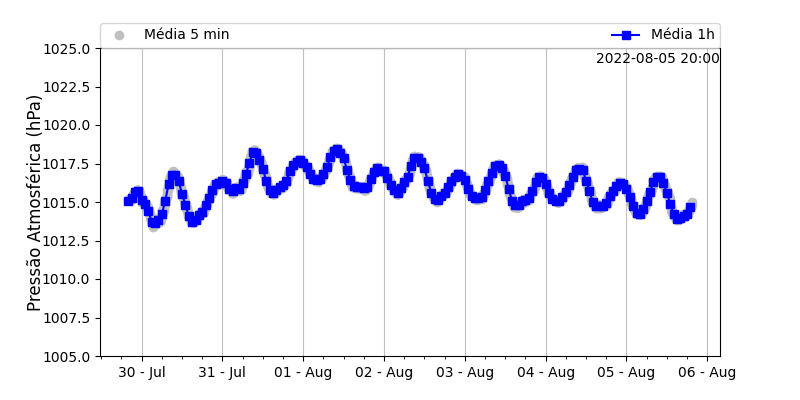 Média 5 min
Média 1h
2022-08-05 20:00
Pressão Atmosférica (hPa)
1025.0
1022.5
1020.0
1017.5
1015.0
1012.5
1010.0
1007.5
1005.0
30 - Jul
31 - Jul
01 - Aug
02 - Aug
03 - Aug
04 - Aug
05 - Aug
06 - Aug